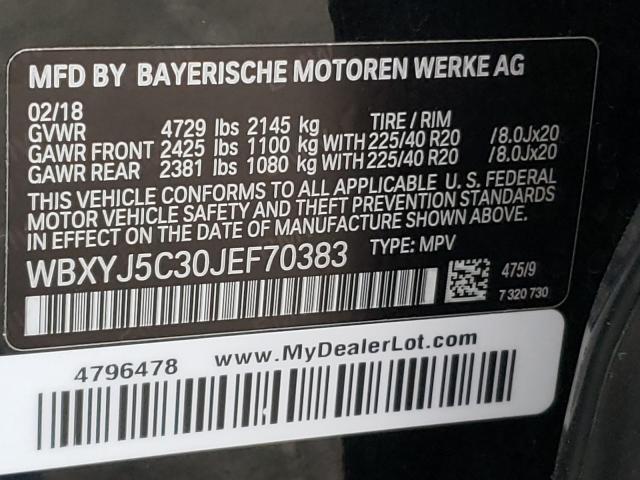 MFD BY BAYERISCHE MOTOREN WERKE AG
02/18 TIRE / RIM
GVWR 4729 lbs 2145 kg
GAWR FRONT 2425 lbs 1100 kg WITH 225/40 R20 /8.0Jx20
GAWR REAR 2381 lbs 1080 kg WITH 225/40 R20 /8.0Jx20
THIS VEHICLE CONFORMS TO ALL APPLICABLE U. S. FEDERAL
MOTOR VEHICLE SAFETY AND THEFT PREVENTION STANDARDS
IN EFFECT ON THE DATE OF MANUFACTURE SHOWN ABOVE.
WBXYJ5C30JEF70383 TYPE: MPV
475/9
7 320 730
4796478 www.MyDealerLot.com